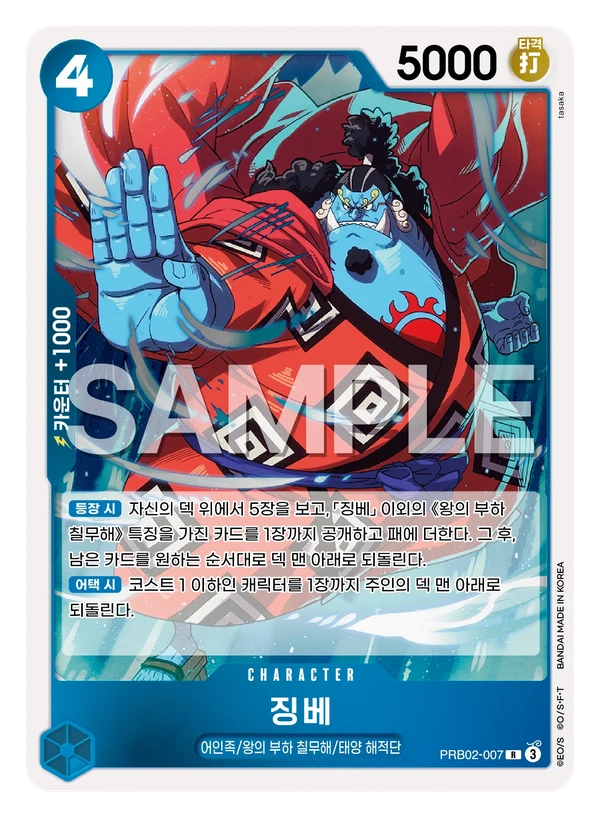 4
5000
타격
打
tasaka
카운터 +1000
SAMPLE
등장 시 자신의 덱 위에서 5장을 보고, 「징베」 이외의 《왕의 부하
칠무해》 특징을 가진 카드를 1장까지 공개하고 패에 더한다. 그 후,
남은 카드를 원하는 순서대로 덱 맨 아래로 되돌린다.
어택 시 코스트 1 이하인 캐릭터를 1장까지 주인의 덱 맨 아래로
되돌린다.
CHARACTER
징베
어인족/왕의 부하 칠무해/태양 해적단
PRB02-007 R 3
©E0/S ©O/S·F·T BANDAI MADE IN KOREA